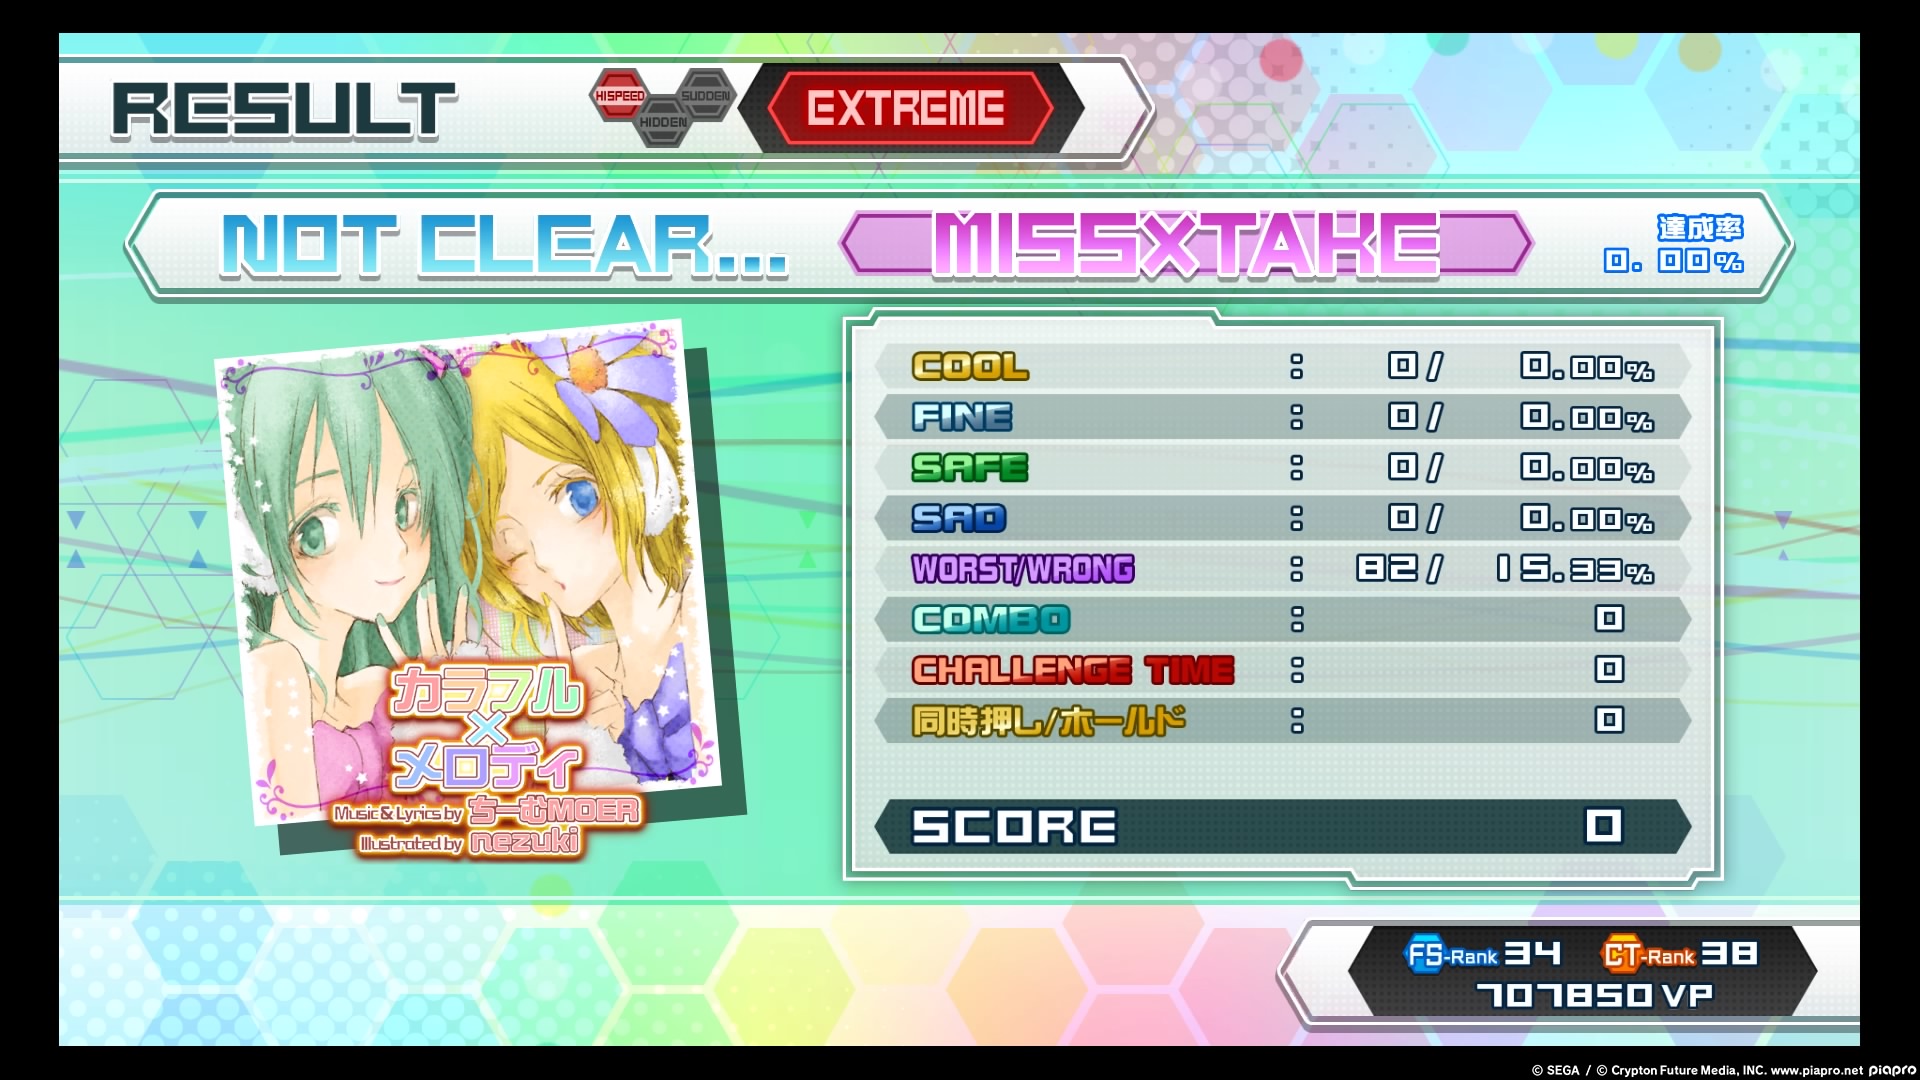 RESULT
HISPEED
HIDDEN
SUDDEN
EXTREME
NOT CLEAR...
MISS×TAKE
達成率
0.00%
COOL : 0/ 0.00%
FINE : 0/ 0.00%
SAFE : 0/ 0.00%
SAD : 0/ 0.00%
WORST/WRONG : 82/ 15.33%
COMBO : 0
CHALLENGE TIME : 0
同時押し/ホールド : 0
SCORE 0
カラフル
×
メロディ
Music & Lyrics by ちーむMOER
Illustrated by nezuki
FS-Rank 34 CT-Rank 38
707850 VP
© SEGA / © Crypton Future Media, INC. www.piapro.net piapro